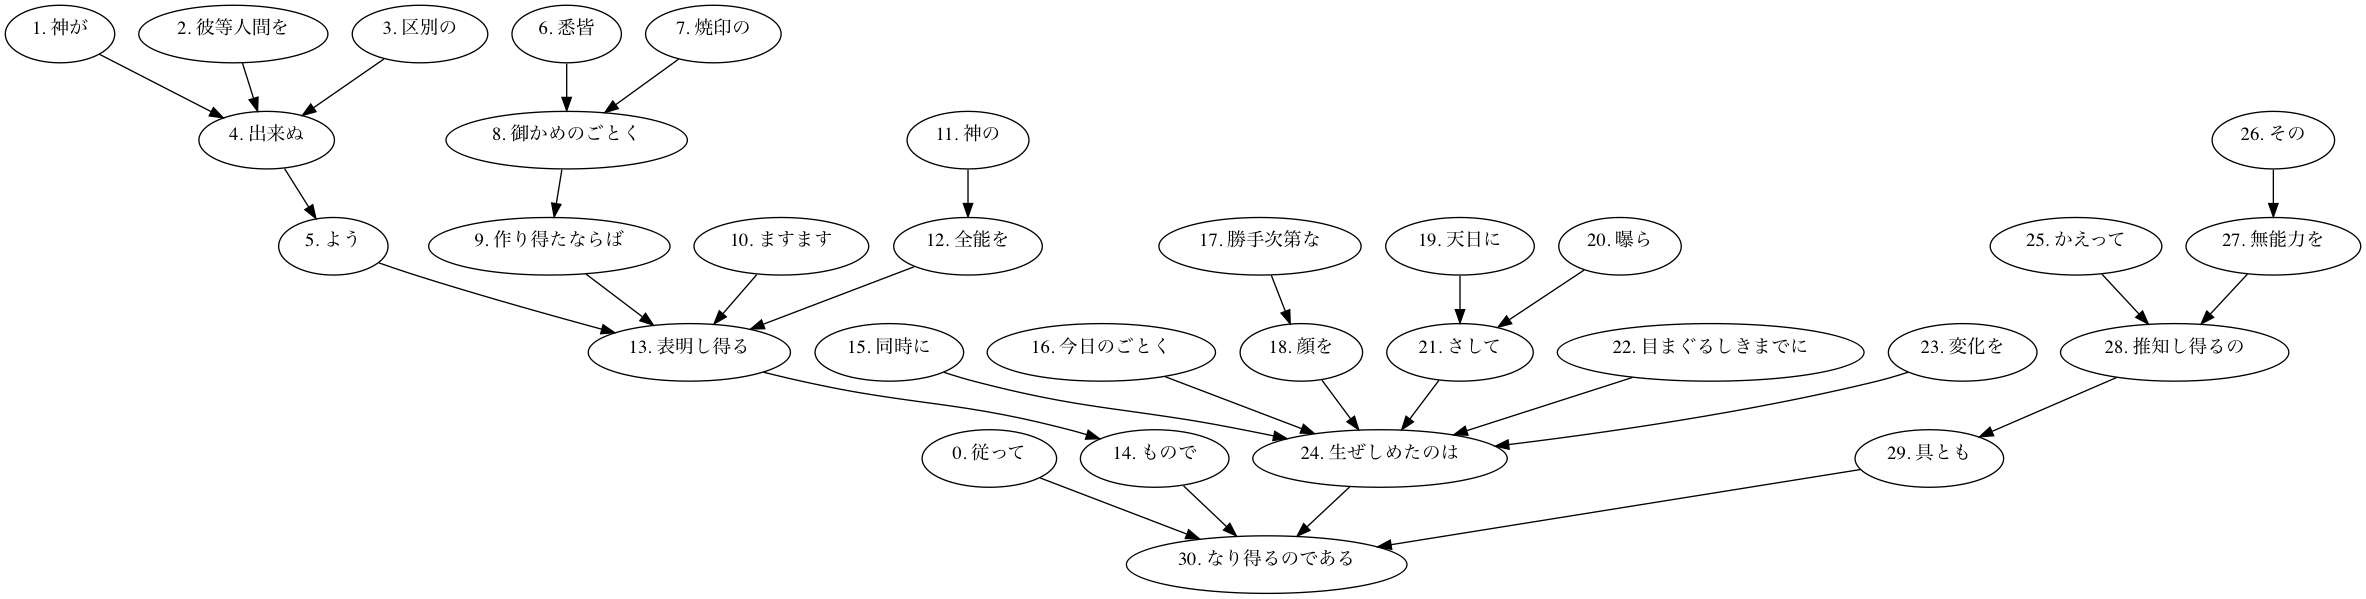 1. 神が
2. 彼等人間を
3. 区別の
6. 悉皆
7. 焼印の
4. 出来ぬ
8. 御かめのごとく
11. 神の
26. その
5. よう
9. 作り得たならば
10. ますます
12. 全能を
17. 勝手次第な
19. 天日に
20. 曝ら
25. かえって
27. 無能力を
13. 表明し得る
15. 同時に
16. 今日のごとく
18. 顔を
21. さして
22. 目まぐるしきまでに
23. 変化を
28. 推知し得るの
0. 従って
14. もので
24. 生ぜしめたのは
29. 具とも
30. なり得るのである